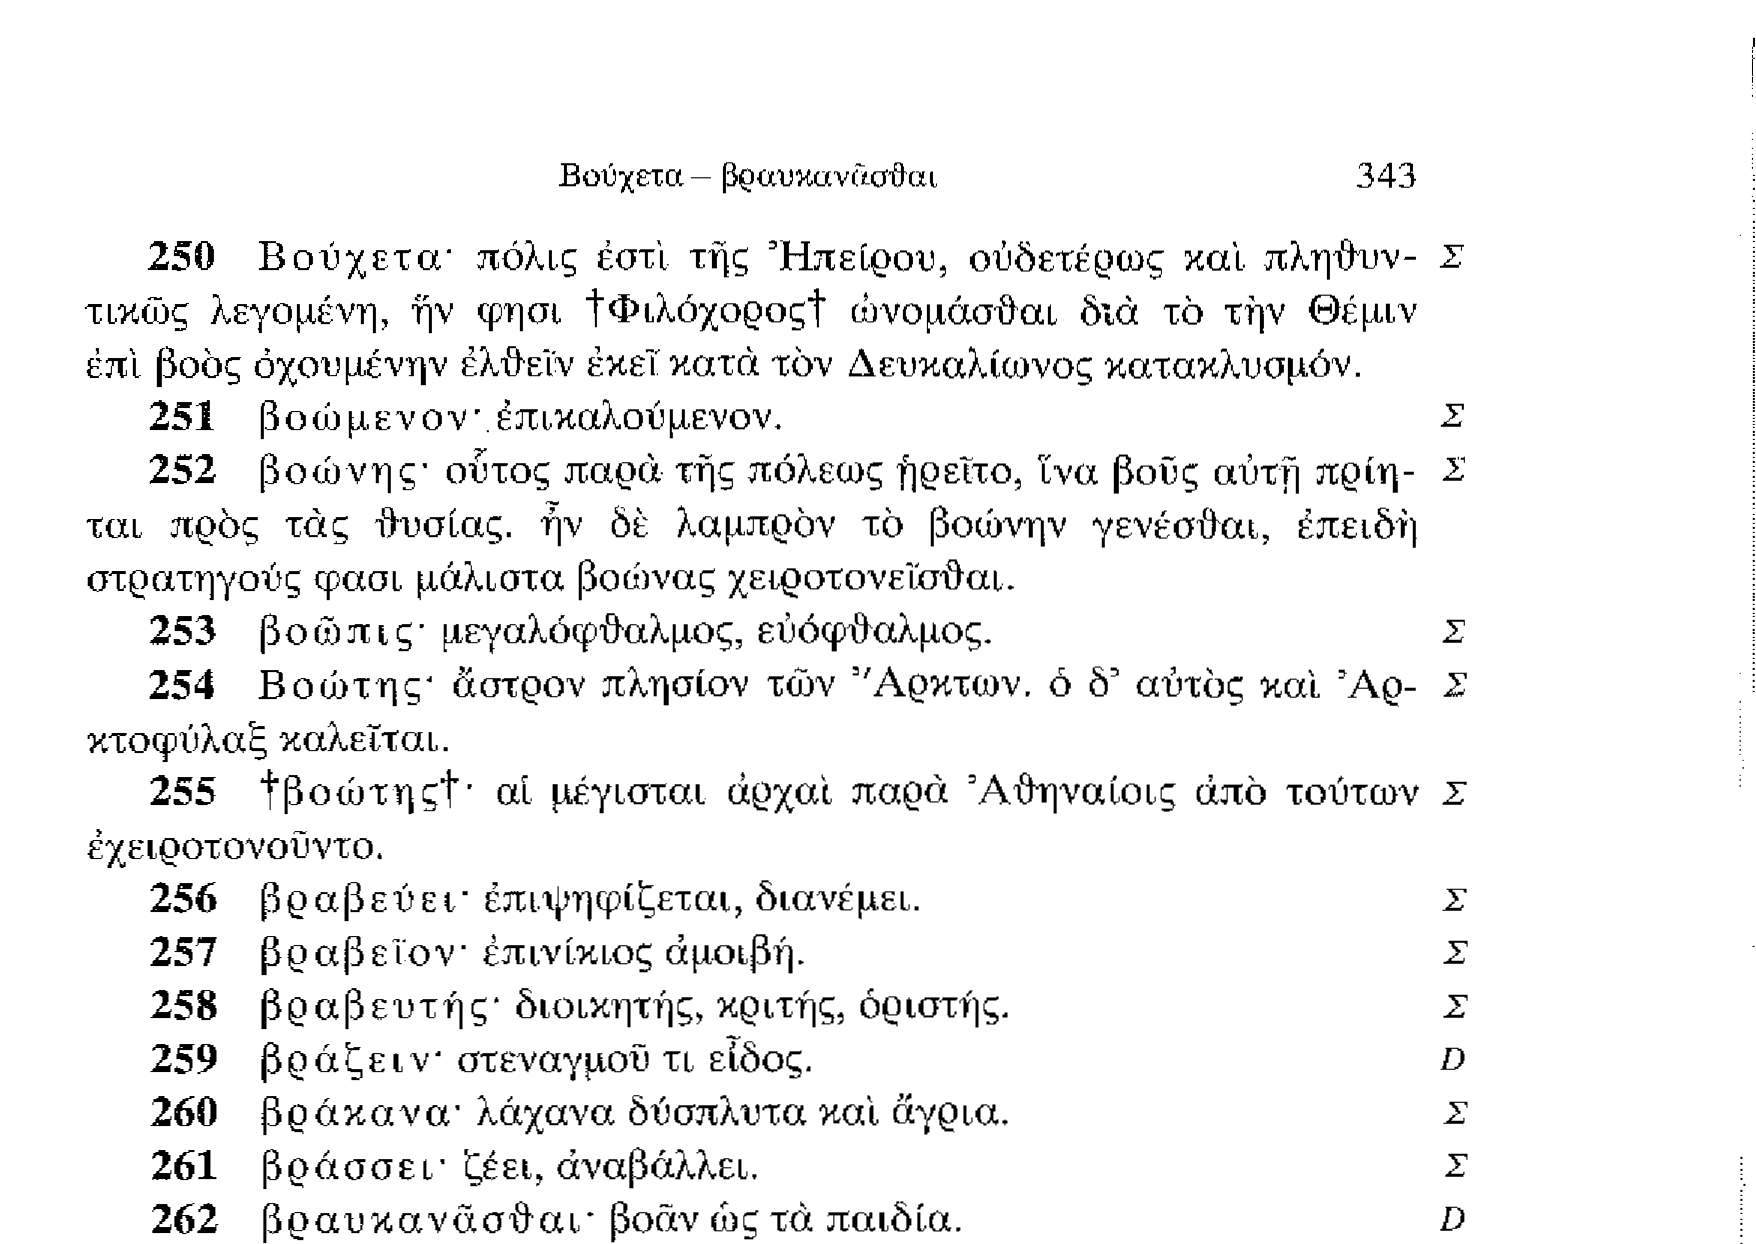 Βούχετα – βραυκανᾶσθαι 343
250 Βούχετα· πόλις ἐστὶ τῆς Ἠπείρου, οὐδετέρως καὶ πληθυν- Σ
τικῶς λεγομένη, ἥν φησι †Φιλόχορος† ὠνομάσθαι διὰ τὸ τὴν Θέμιν
ἐπὶ βοὸς ὀχουμένην ἐλθεῖν ἐκεῖ κατὰ τὸν Δευκαλίωνος κατακλυσμόν.
251 βοώμενον· ἐπικαλούμενον. Σ
252 βοώνης· οὗτος παρὰ τῆς πόλεως ᾑρεῖτο, ἵνα βοῦς αὐτῇ πρίη- Σ
ται πρὸς τὰς θυσίας. ἦν δὲ λαμπρὸν τὸ βοώνην γενέσθαι, ἐπειδὴ
στρατηγούς φασι μάλιστα βοώνας χειροτονεῖσθαι.
253 βοῶπις· μεγαλόφθαλμος, εὐόφθαλμος. Σ
254 Βοώτης· ἄστρον πλησίον τῶν Ἄρκτων. ὁ δ᾽ αὐτὸς καὶ Ἀρ- Σ
κτοφύλαξ καλεῖται.
255 †βοώτης†· αἱ μέγισται ἀρχαὶ παρὰ Ἀθηναίοις ἀπὸ τούτων Σ
ἐχειροτονοῦντο.
256 βραβεύει· ἐπιψηφίζεται, διανέμει. Σ
257 βραβεῖον· ἐπινίκιος ἀμοιβή. Σ
258 βραβευτής· διοικητής, κριτής, ὁριστής. Σ
259 βράζειν· στεναγμοῦ τι εἶδος. D
260 βράκανα· λάχανα δύσπλυτα καὶ ἄγρια. Σ
261 βράσσει· ζέει, ἀναβάλλει. Σ
262 βραυκανᾶσθαι· βοᾶν ὡς τὰ παιδία. D